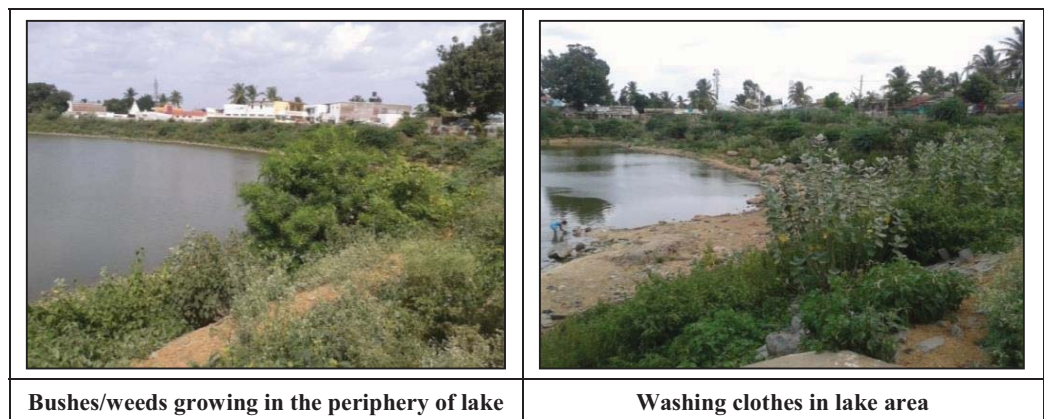 Bushes/weeds growing in the periphery of lake
Washing clothes in lake area